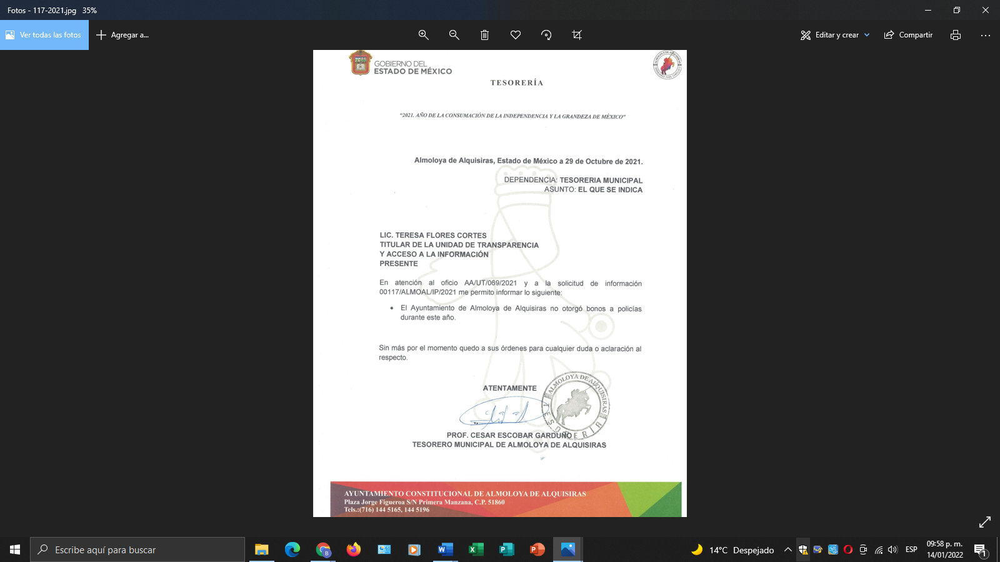 Fotos - 117-2021.jpg   35%
Ver todas las fotos
Agregar a...
Editar y crear
Compartir
GOBIERNO DEL
ESTADO DE MÉXICO
TESORERÍA
"2021. AÑO DE LA CONSUMACIÓN DE LA INDEPENDENCIA Y LA GRANDEZA DE MÉXICO"
Almoloya de Alquisiras, Estado de México a 29 de Octubre de 2021.
DEPENDENCIA: TESORERIA MUNICIPAL
ASUNTO: EL QUE SE INDICA
LIC. TERESA FLORES CORTES
TITULAR DE LA UNIDAD DE TRANSPARENCIA
Y ACCESO A LA INFORMACIÓN
PRESENTE
En atención al oficio AA/UT/069/2021 y a la solicitud de información
00117/ALMOAL/IP/2021 me permito informar lo siguiente:
• El Ayuntamiento de Almoloya de Alquisiras no otorgó bonos a policías
durante este año.
Sin más por el momento quedo a sus órdenes para cualquier duda o aclaración al
respecto.
ATENTAMENTE
ALMOLOYA DE ALQUISIRAS
TESORERÍA
PROF. CESAR ESCOBAR GARDUÑO
TESORERO MUNICIPAL DE ALMOLOYA DE ALQUISIRAS
AYUNTAMIENTO CONSTITUCIONAL DE ALMOLOYA DE ALQUISIRAS
Plaza Jorge Figueroa S/N Primera Manzana, C.P. 51860
Tels.:(716) 144 5165, 144 5196
Escribe aquí para buscar
14°C Despejado
ESP
09:58 p. m.
14/01/2022
1